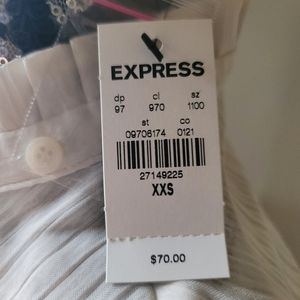 EXPRESS
dp cl sz
97 970 1100
st co
09706174 0121
27149225
XXS
$70.00